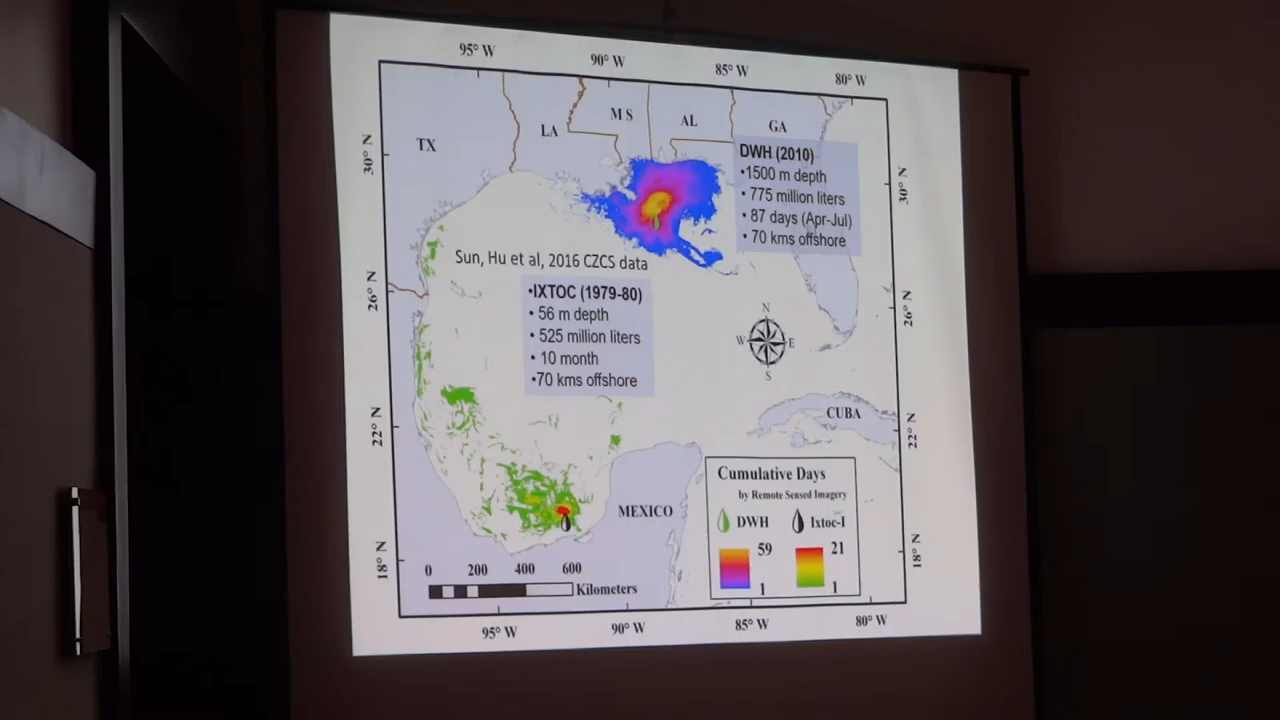 95° W
90° W
85° W
80° W
30° N
26° N
22° N
18° N
TX
LA
MS
AL
GA
DWH (2010)
•1500 m depth
• 775 million liters
• 87 days (Apr-Jul)
• 70 kms offshore
Sun, Hu et al, 2016 CZCS data
•IXTOC (1979-80)
• 56 m depth
• 525 million liters
• 10 month
•70 kms offshore
N
W
E
S
CUBA
MEXICO
Cumulative Days
by Remote Sensed Imagery
DWH
Ixtoc-I
59
1
21
1
0
200
400
600
Kilometers
30° N
26° N
22° N
18° N
95° W
90° W
85° W
80° W